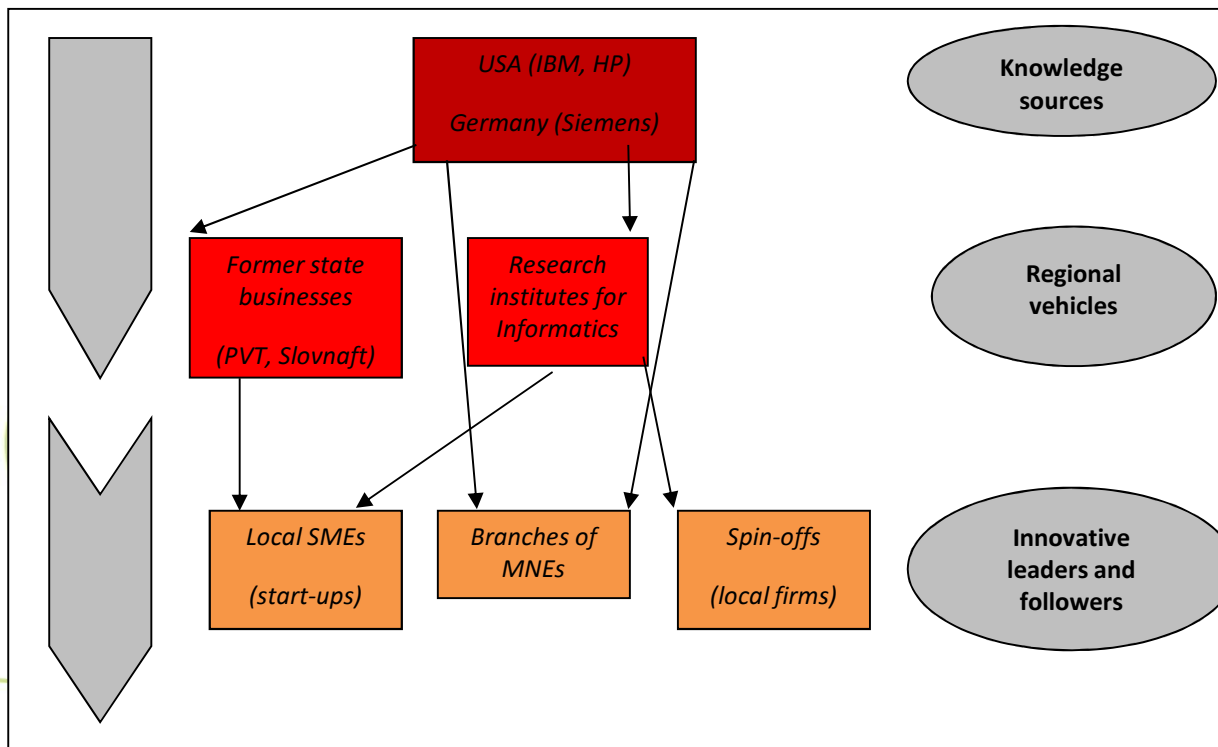 USA (IBM, HP)
Germany (Siemens)
Knowledge
sources
Former state
businesses
(PVT, Slovnaft)
Research
institutes for
Informatics
Regional
vehicles
Local SMEs
(start-ups)
Branches of
MNEs
Spin-offs
(local firms)
Innovative
leaders and
followers